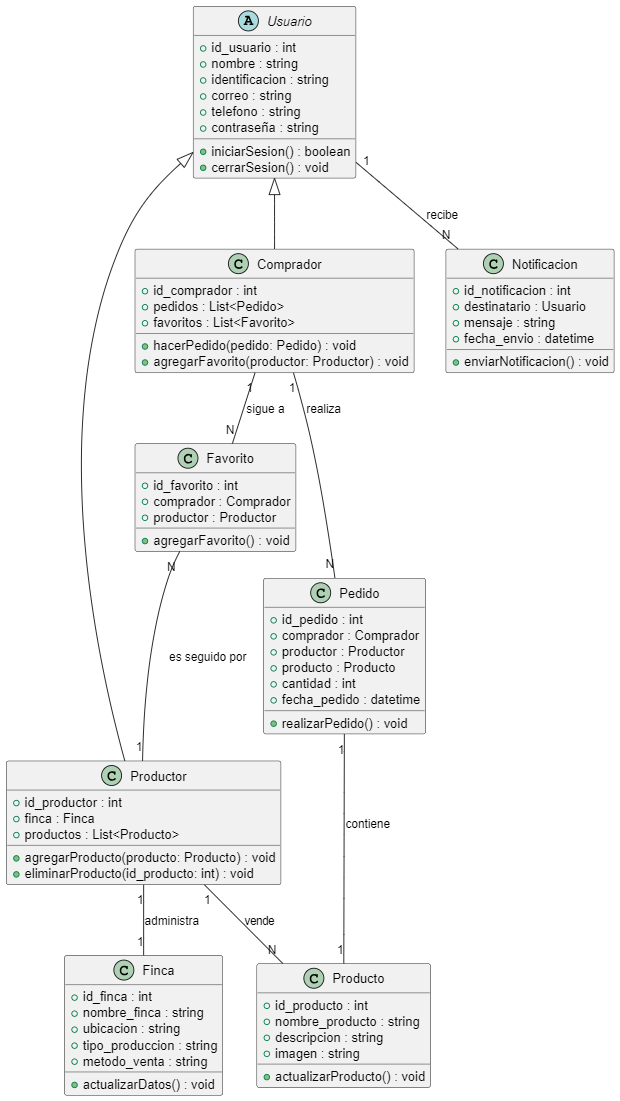 A Usuario
id_usuario : int
nombre : string
identificacion : string
correo : string
telefono : string
contraseña : string
iniciarSesion() : boolean
cerrarSesion() : void
1
recibe
N
C Comprador
id_comprador : int
pedidos : List<Pedido>
favoritos : List<Favorito>
hacerPedido(pedido: Pedido) : void
agregarFavorito(productor: Productor) : void
C Notificacion
id_notificacion : int
destinatario : Usuario
mensaje : string
fecha_envio : datetime
enviarNotificacion() : void
1
sigue a
N
1
realiza
N
C Favorito
id_favorito : int
comprador : Comprador
productor : Productor
agregarFavorito() : void
N
es seguido por
1
C Pedido
id_pedido : int
comprador : Comprador
productor : Productor
producto : Producto
cantidad : int
fecha_pedido : datetime
realizarPedido() : void
1
contiene
1
C Productor
id_productor : int
finca : Finca
productos : List<Producto>
agregarProducto(producto: Producto) : void
eliminarProducto(id_producto: int) : void
1
administra
1
1
vende
N
C Finca
id_finca : int
nombre_finca : string
ubicacion : string
tipo_produccion : string
metodo_venta : string
actualizarDatos() : void
C Producto
id_producto : int
nombre_producto : string
descripcion : string
imagen : string
actualizarProducto() : void